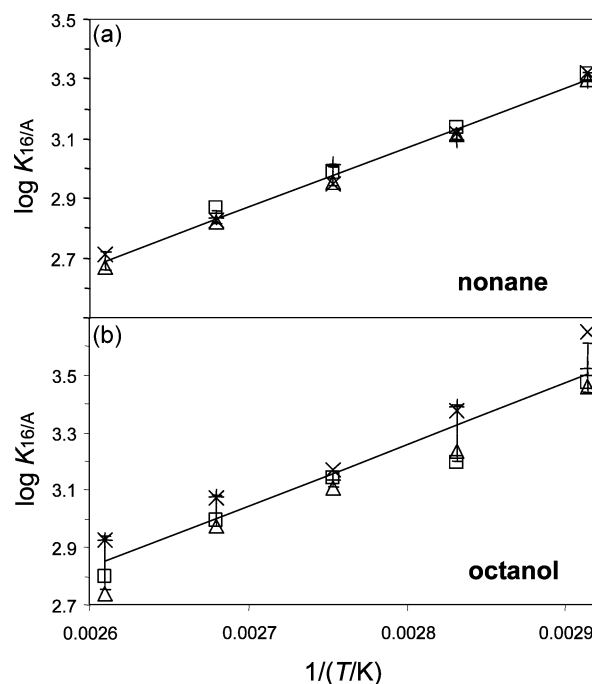 (a)
3.5
3.3
3.1
2.9
2.7
log K16/A
nonane
(b)
3.5
3.3
3.1
2.9
2.7
log K16/A
octanol
0.0026 0.0027 0.0028 0.0029
1/(T/K)